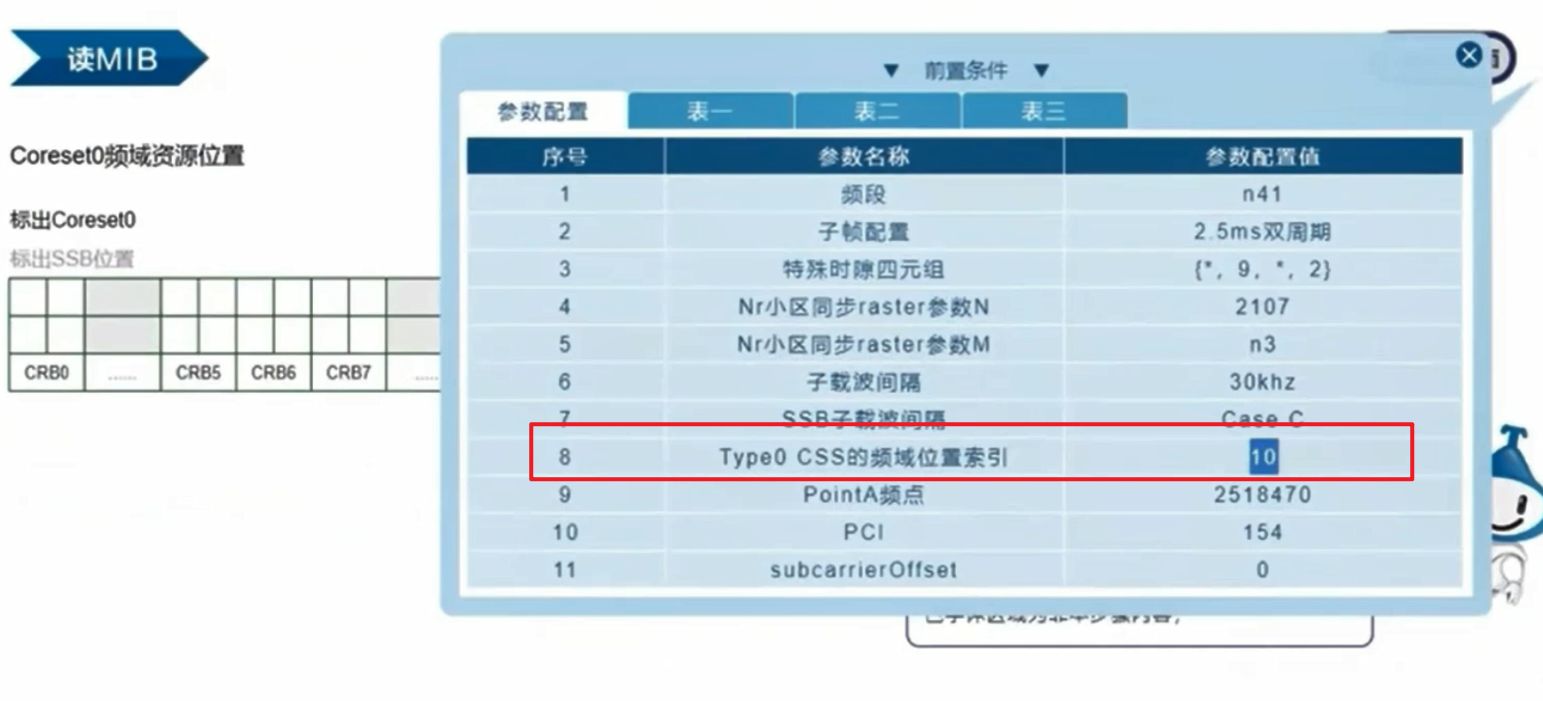 读MIB
▼ 前置条件 ▼
参数配置 表一 表二 表三
Coreset0频域资源位置
标出Coreset0
标出SSB位置
CRB0 ...... CRB5 CRB6 CRB7 ......
序号 参数名称 参数配置值
1 频段 n41
2 子帧配置 2.5ms双周期
3 特殊时隙四元组 {*, 9, *, 2}
4 Nr小区同步raster参数N 2107
5 Nr小区同步raster参数M n3
6 子载波间隔 30khz
7 SSB子载波间隔 Case C
8 Type0 CSS的频域位置索引 10
9 PointA频点 2518470
10 PCI 154
11 subcarrierOffset 0